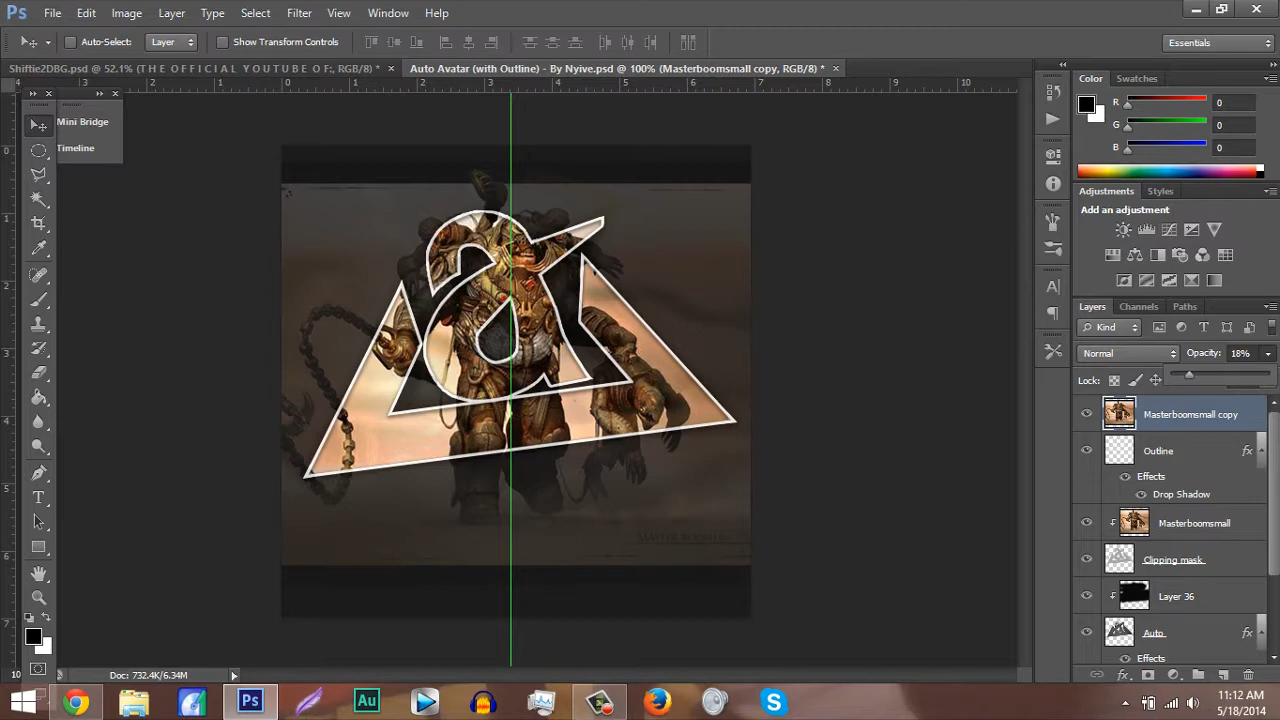 Ps File Edit Image Layer Type Select Filter View Window Help
Auto-Select: Layer Show Transform Controls Essentials
Shiftie2DBG.psd @ 52.1% (T H E O F F I C I A L Y O U T U B E O F:, RGB/8) * × Auto Avatar (with Outline) - By Nyive.psd @ 100% (Masterboomsmall copy, RGB/8) * ×
Mini Bridge
Timeline
Color Swatches
R 0
G 0
B 0
Adjustments Styles
Add an adjustment
Layers Channels Paths
Kind
Normal Opacity: 18%
Lock:
Masterboomsmall copy
Outline fx
Effects
Drop Shadow
Masterboomsmall
Clipping mask
Layer 36
Auto fx
Effects
Doc: 732.4K/6.34M
11:12 AM
5/18/2014